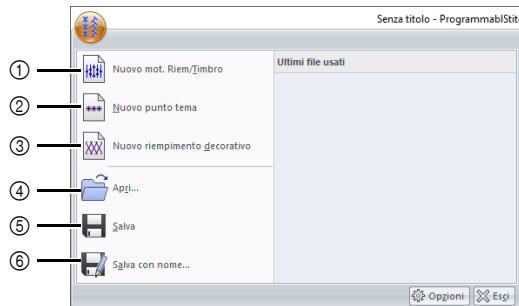 Senza titolo - ProgrammablStit
① Nuovo mot. Riem/Timbro
Ultimi file usati
② Nuovo punto tema
③ Nuovo riempimento decorativo
④ Apri...
⑤ Salva
⑥ Salva con nome...
Opzioni
Esci